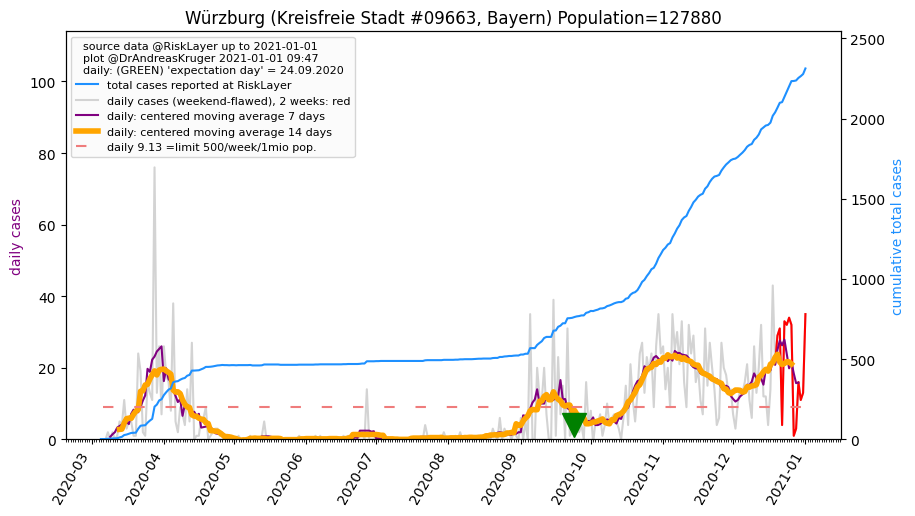 Würzburg (Kreisfreie Stadt #09663, Bayern) Population=127880
source data @RiskLayer up to 2021-01-01
plot @DrAndreasKruger 2021-01-01 09:47
daily: (GREEN) 'expectation day' = 24.09.2020
total cases reported at RiskLayer
daily cases (weekend-flawed), 2 weeks: red
daily: centered moving average 7 days
daily: centered moving average 14 days
daily 9.13 =limit 500/week/1mio pop.
daily cases
100
80
60
40
20
0
cumulative total cases
2500
2000
1500
1000
500
0
2020-03
2020-04
2020-05
2020-06
2020-07
2020-08
2020-09
2020-10
2020-11
2020-12
2021-01